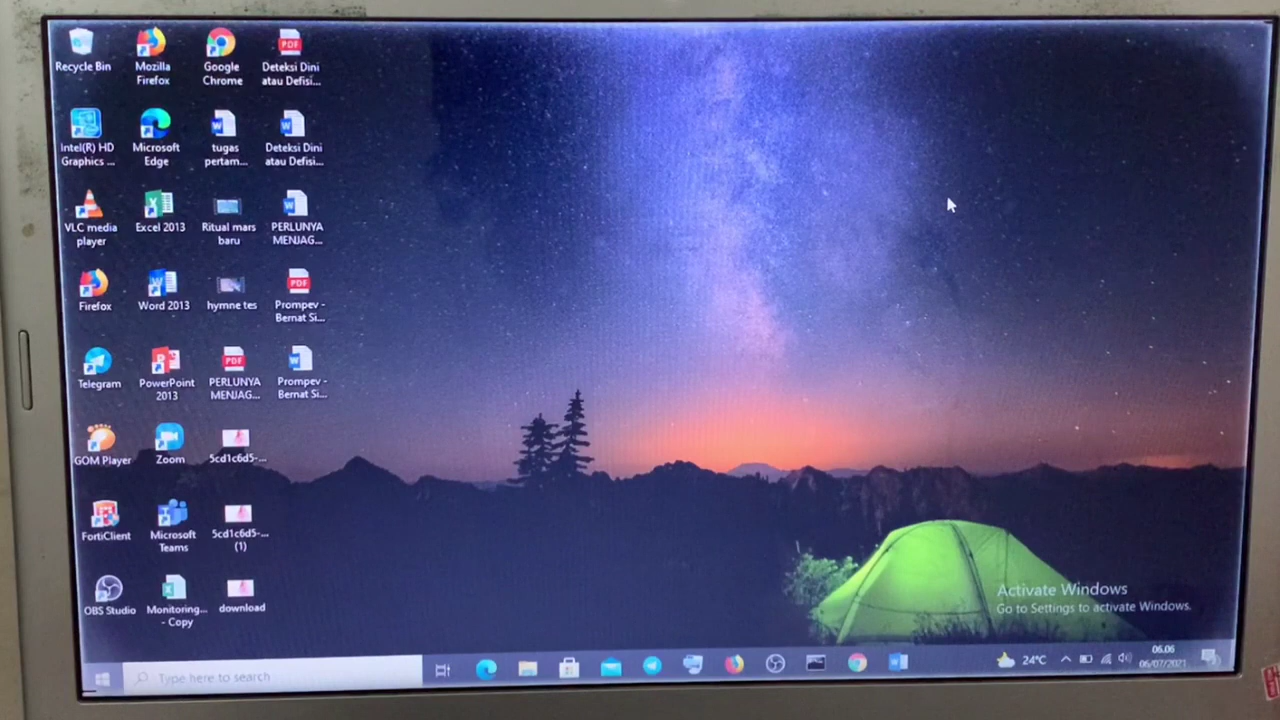 Recycle Bin
Mozilla
Firefox
Google
Chrome
PDF
Deteksi Dini
atau Defisi...
Intel(R) HD
Graphics ...
Microsoft
Edge
tugas
pertam...
Deteksi Dini
atau Defisi...
VLC media
player
Excel 2013
Ritual mars
baru
PERLUNYA
MENJAG...
Firefox
Word 2013
hymne tes
PDF
Prompev -
Bernat Si...
Telegram
PowerPoint
2013
PDF
PERLUNYA
MENJAG...
Prompev -
Bernat Si...
GOM Player
Zoom
5cd1c6d5-...
FortiClient
Microsoft
Teams
5cd1c6d5-...
(1)
OBS Studio
Monitoring...
- Copy
download
Activate Windows
Go to Settings to activate Windows.
Type here to search
24°C
06.06
06/07/2021